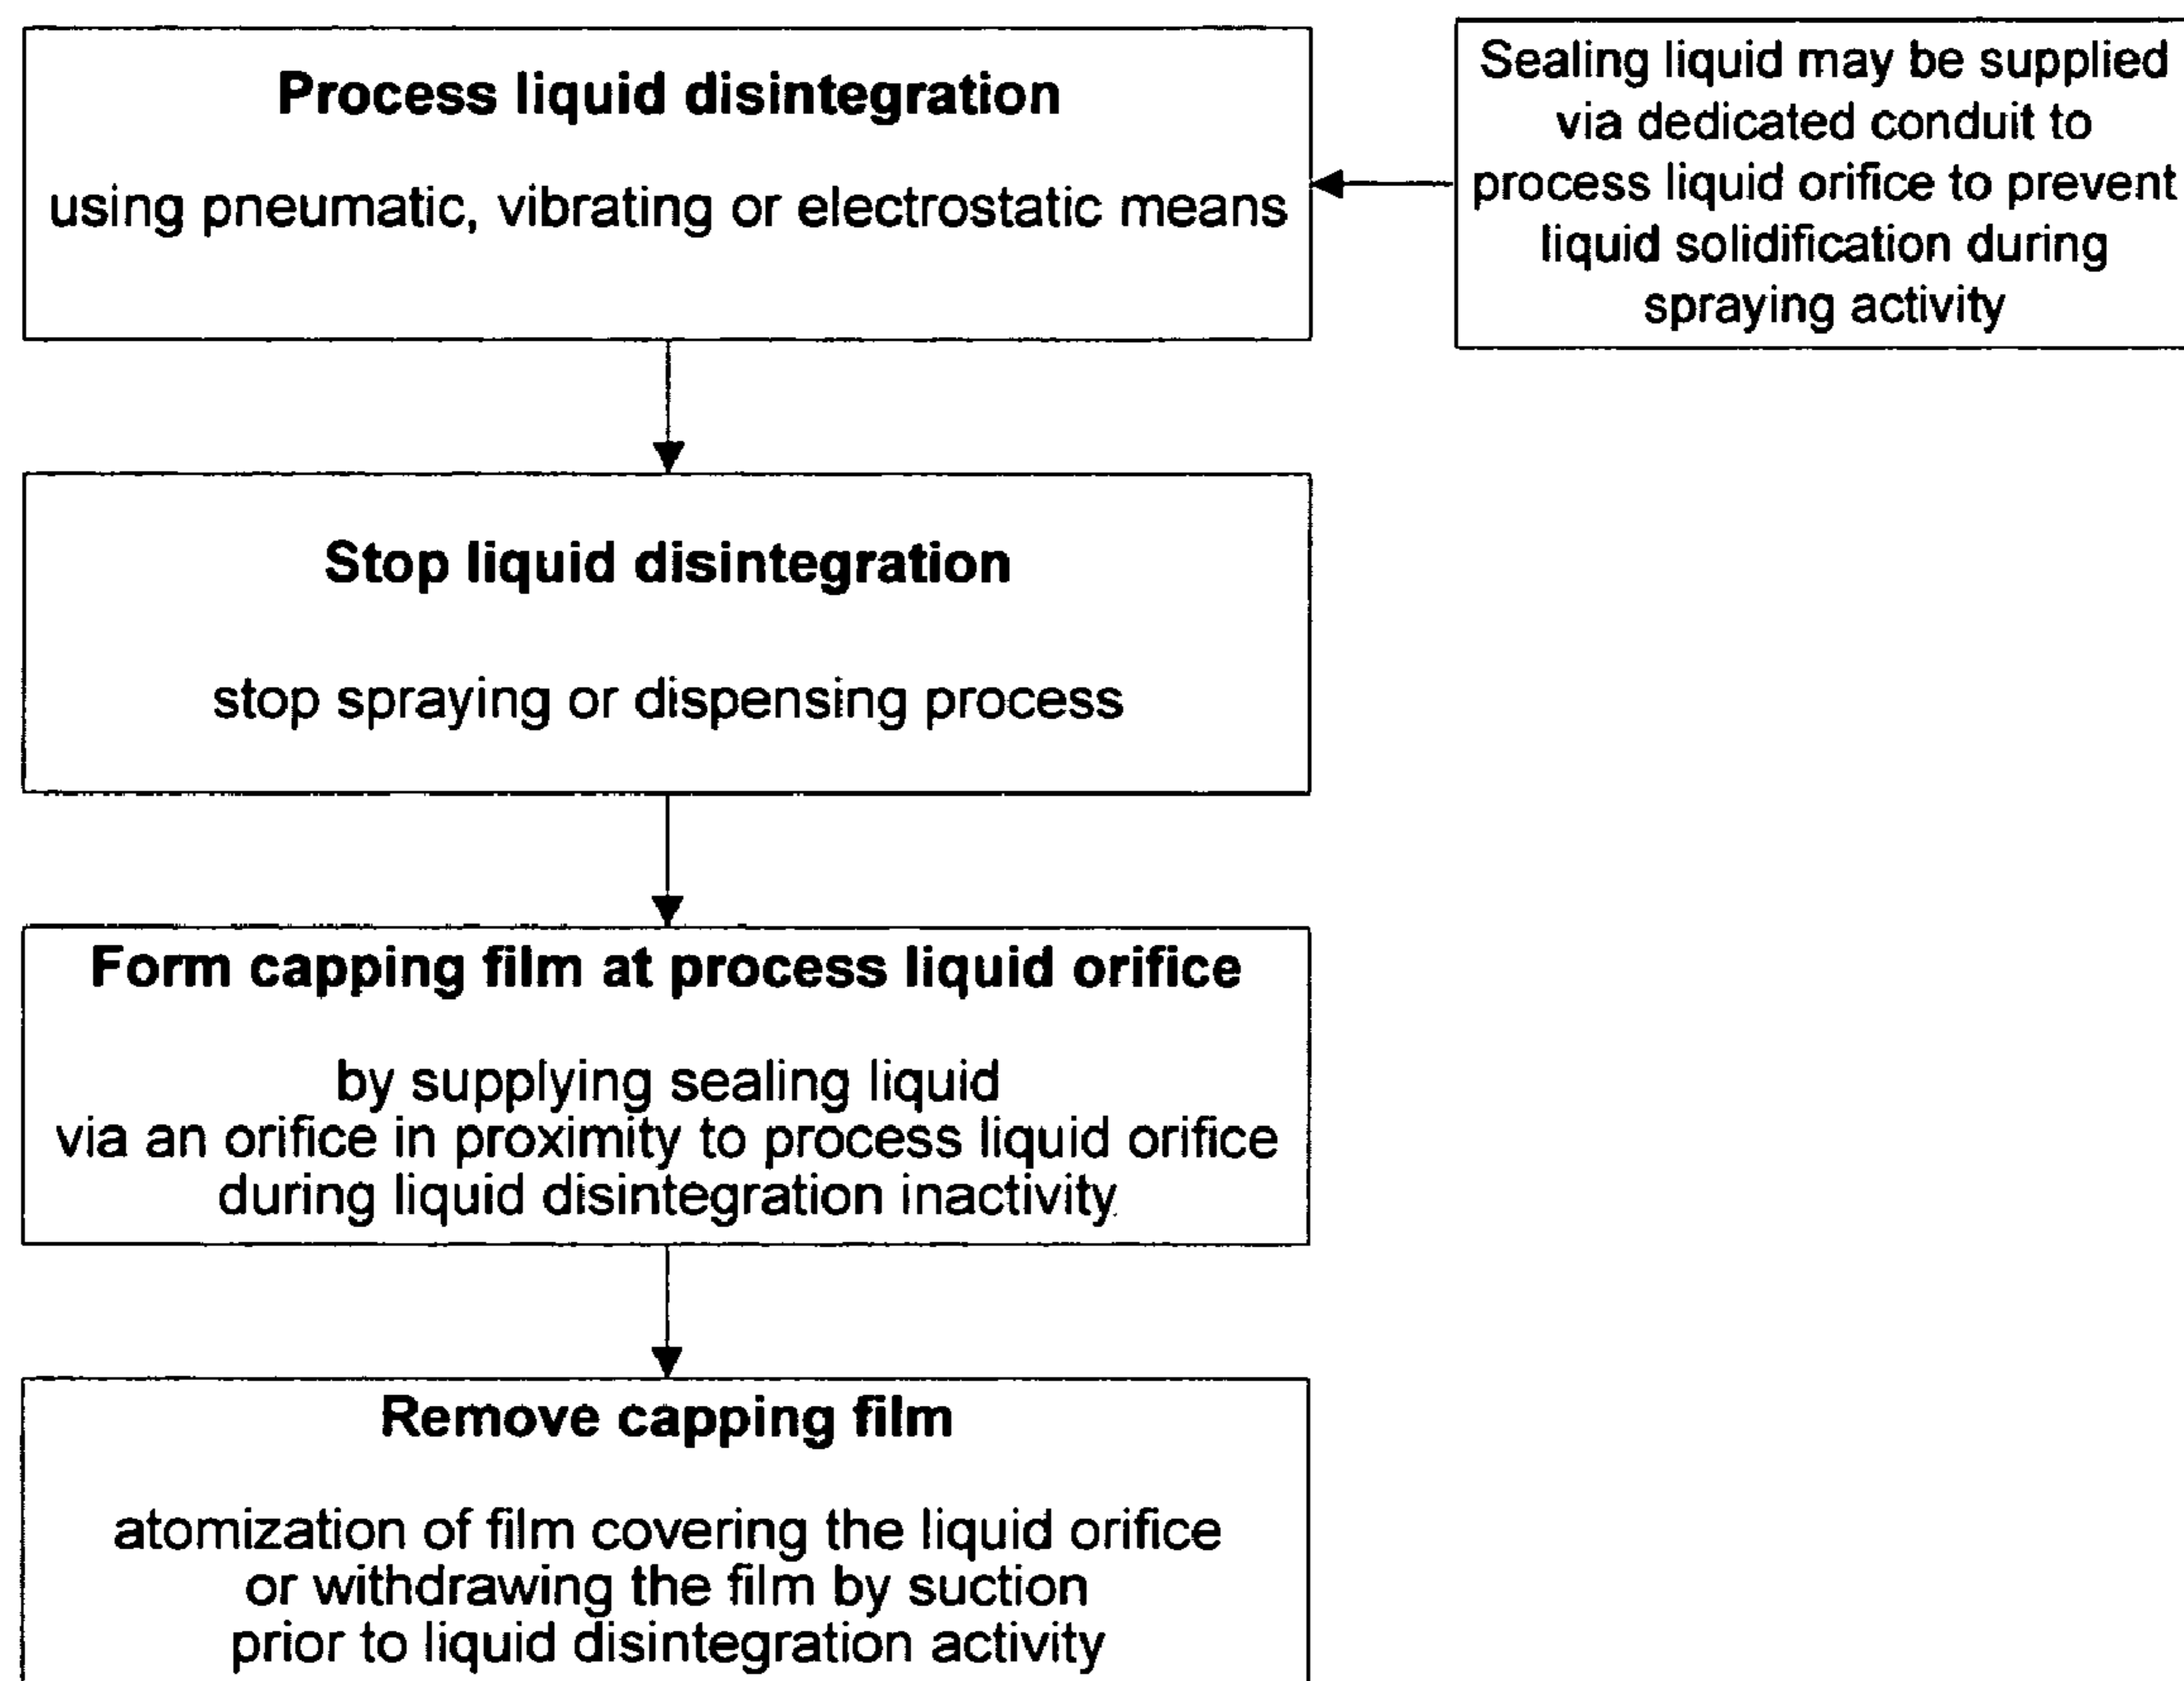 Process liquid disintegration
using pneumatic, vibrating or electrostatic means
Sealing liquid may be supplied
via dedicated conduit to
process liquid orifice to prevent
liquid solidification during
spraying activity
Stop liquid disintegration
stop spraying or dispensing process
Form capping film at process liquid orifice
by supplying sealing liquid
via an orifice in proximity to process liquid orifice
during liquid disintegration inactivity
Remove capping film
atomization of film covering the liquid orifice
or withdrawing the film by suction
prior to liquid disintegration activity